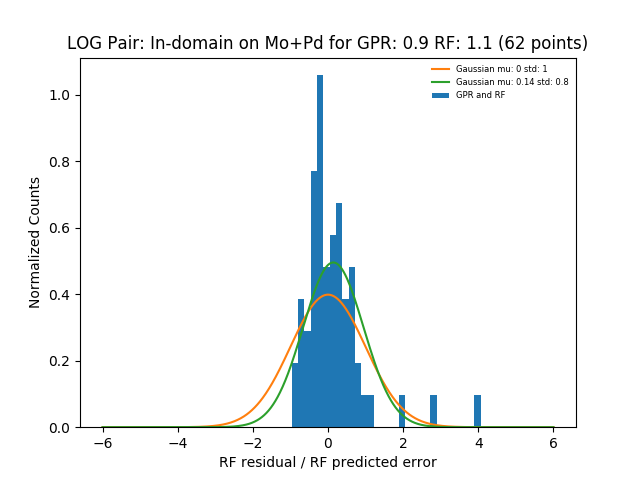 LOG Pair: In-domain on Mo+Pd for GPR: 0.9 RF: 1.1 (62 points)
Gaussian mu: 0 std: 1
Gaussian mu: 0.14 std: 0.8
GPR and RF
1.0
0.8
0.6
0.4
0.2
0.0
Normalized Counts
−6 −4 −2 0 2 4 6
RF residual / RF predicted error